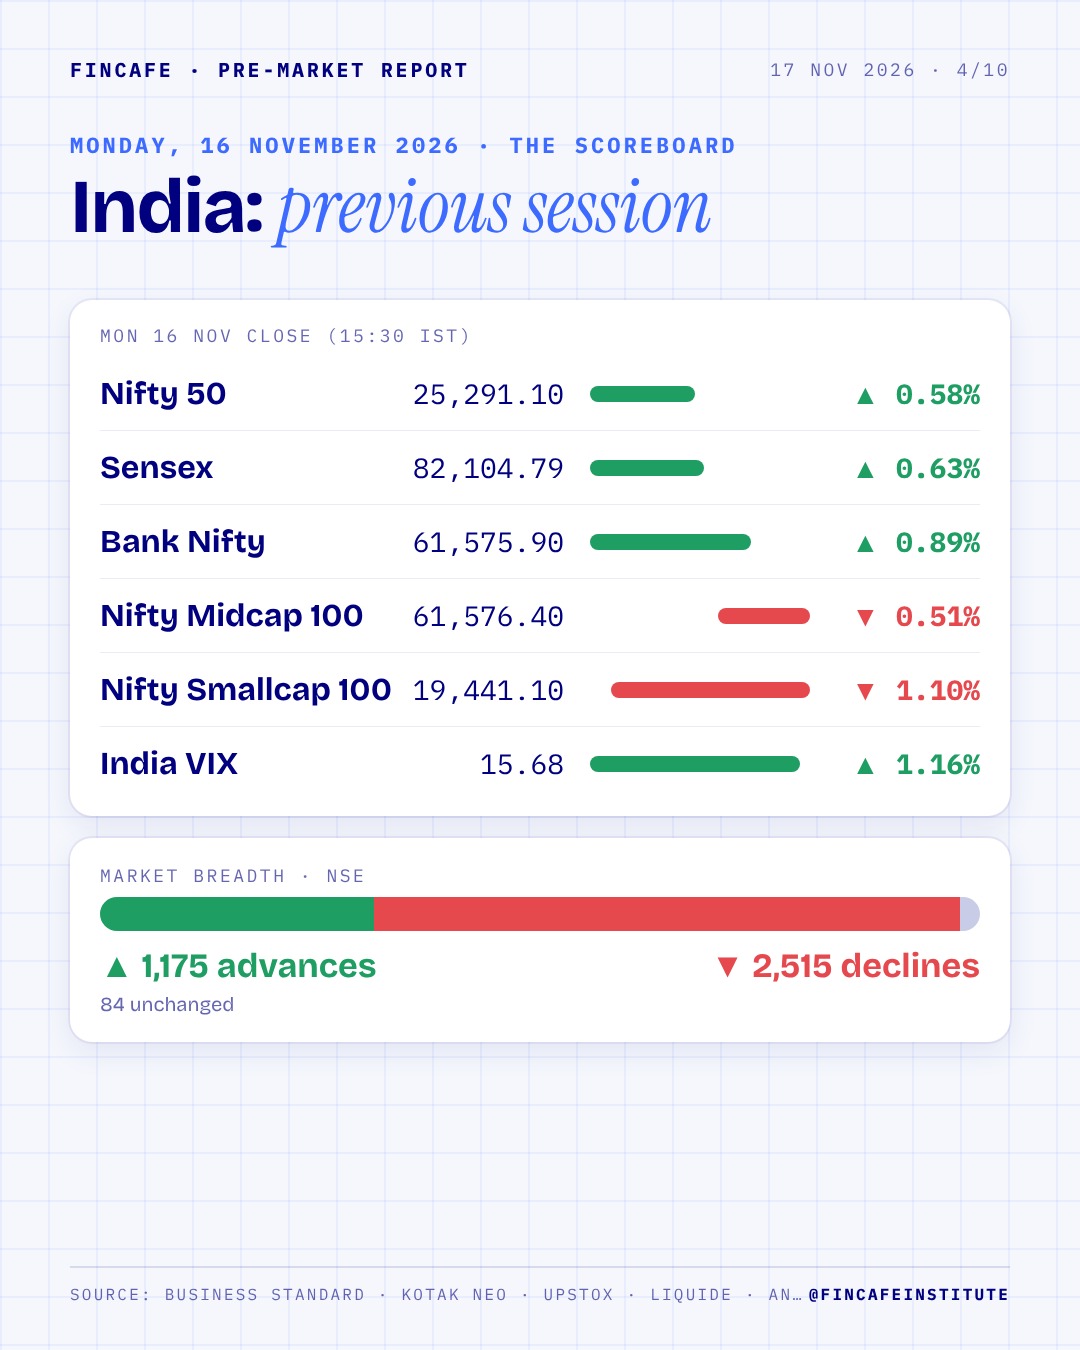 FINCAFE · PRE-MARKET REPORT
17 NOV 2026 · 4/10
MONDAY, 16 NOVEMBER 2026 · THE SCOREBOARD
India: previous session
MON 16 NOV CLOSE (15:30 IST)
Nifty 50 25,291.10 ▲ 0.58%
Sensex 82,104.79 ▲ 0.63%
Bank Nifty 61,575.90 ▲ 0.89%
Nifty Midcap 100 61,576.40 ▼ 0.51%
Nifty Smallcap 100 19,441.10 ▼ 1.10%
India VIX 15.68 ▲ 1.16%
MARKET BREADTH · NSE
▲ 1,175 advances ▼ 2,515 declines
84 unchanged
SOURCE: BUSINESS STANDARD · KOTAK NEO · UPSTOX · LIQUIDE · AN… @FINCAFEINSTITUTE